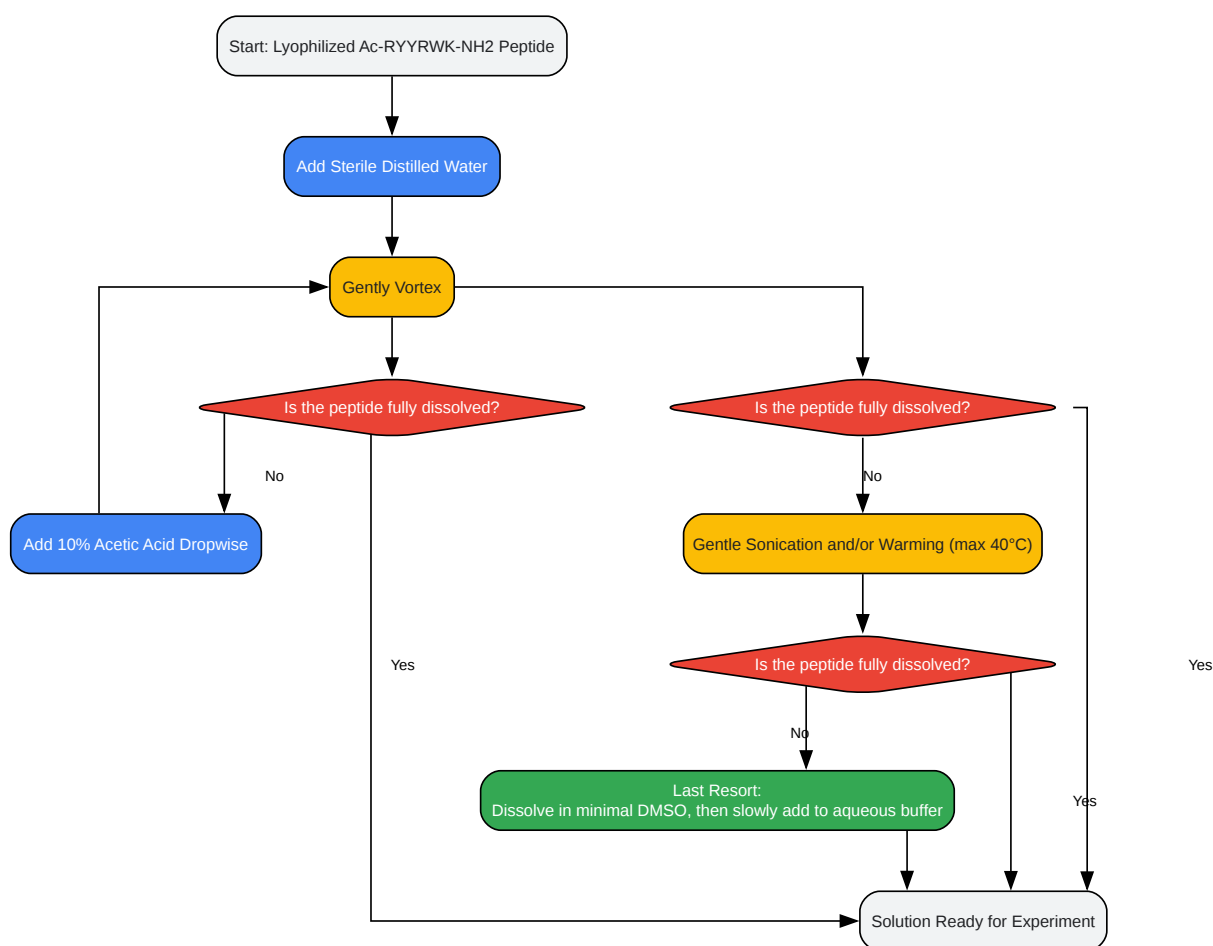 Start: Lyophilized Ac-RYYRWK-NH2 Peptide
Add Sterile Distilled Water
Gently Vortex
Is the peptide fully dissolved?
Is the peptide fully dissolved?
No
No
Add 10% Acetic Acid Dropwise
Gentle Sonication and/or Warming (max 40°C)
Yes
Is the peptide fully dissolved?
Yes
No
Last Resort:
Dissolve in minimal DMSO, then slowly add to aqueous buffer
Yes
Solution Ready for Experiment